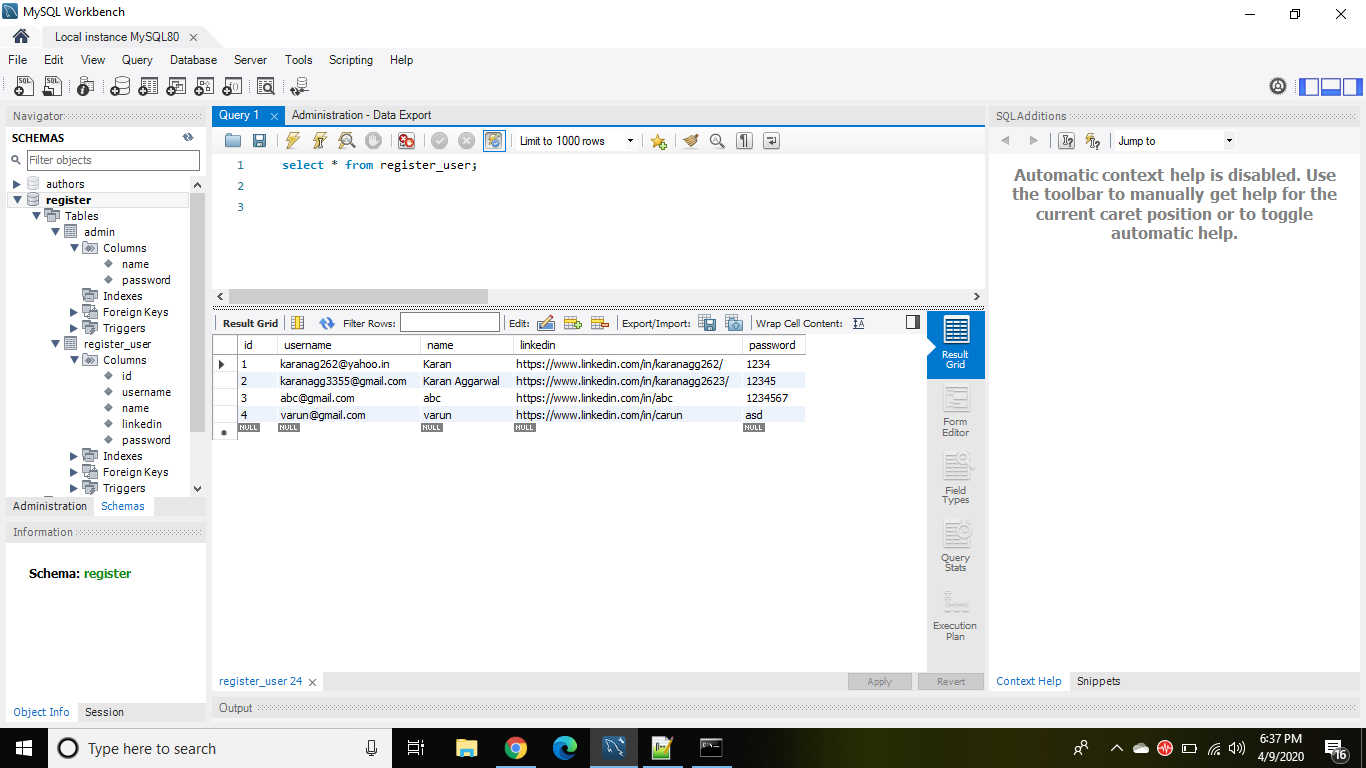 MySQL Workbench
Local instance MySQL80
File Edit View Query Database Server Tools Scripting Help
Navigator
SCHEMAS
Filter objects
authors
register
Tables
admin
Columns
name
password
Indexes
Foreign Keys
Triggers
register_user
Columns
id
username
name
linkedin
password
Indexes
Foreign Keys
Triggers
Administration Schemas
Information
Schema: register
Object Info Session
Query 1 Administration - Data Export
Limit to 1000 rows
1 select * from register_user;
2
3
Result Grid Filter Rows: Edit: Export/Import: Wrap Cell Content:
id username name linkedin password
1 karanag262@yahoo.in Karan https://www.linkedin.com/in/karanagg262/ 1234
2 karanagg3355@gmail.com Karan Aggarwal https://www.linkedin.com/in/karanagg2623/ 12345
3 abc@gmail.com abc https://www.linkedin.com/in/abc 1234567
4 varun@gmail.com varun https://www.linkedin.com/in/carun asd
NULL NULL NULL NULL NULL
Result
Grid
Form
Editor
Field
Types
Query
Stats
Execution
Plan
register_user 24 Apply Revert
Output
SQLAdditions
Jump to
Automatic context help is disabled. Use
the toolbar to manually get help for the
current caret position or to toggle
automatic help.
Context Help Snippets
Type here to search
6:37 PM
4/9/2020
16